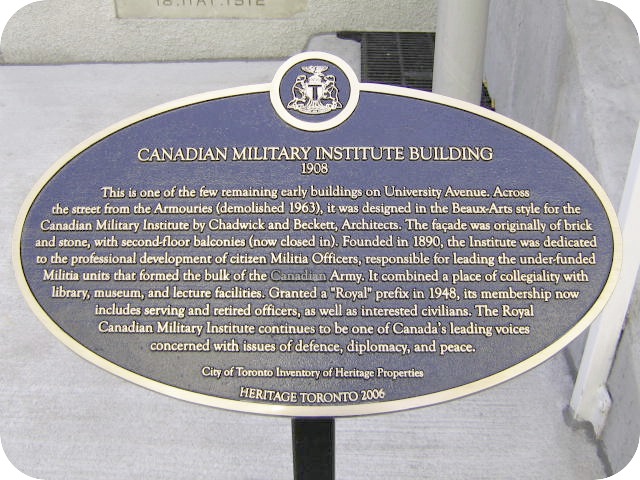 18.MAY.1912
T
CANADIAN MILITARY INSTITUTE BUILDING
1908
This is one of the few remaining early buildings on University Avenue. Across
the street from the Armouries (demolished 1963), it was designed in the Beaux-Arts style for the
Canadian Military Institute by Chadwick and Beckett, Architects. The façade was originally of brick
and stone, with second-floor balconies (now closed in). Founded in 1890, the Institute was dedicated
to the professional development of citizen Militia Officers, responsible for leading the under-funded
Militia units that formed the bulk of the Canadian Army. It combined a place of collegiality with
library, museum, and lecture facilities. Granted a "Royal" prefix in 1948, its membership now
includes serving and retired officers, as well as interested civilians. The Royal
Canadian Military Institute continues to be one of Canada's leading voices
concerned with issues of defence, diplomacy, and peace.
City of Toronto Inventory of Heritage Properties
HERITAGE TORONTO 2006